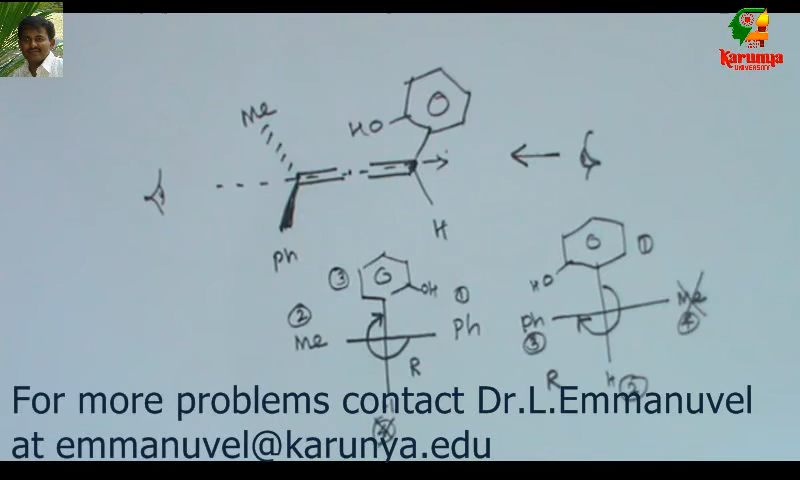 Karunya
UNIVERSITY
Me
HO
H
Ph
③
OH
①
②
Me
Ph
R
①
HO
Me
④
Ph
③
R
H
②
For more problems contact Dr.L.Emmanuvel
at emmanuvel@karunya.edu